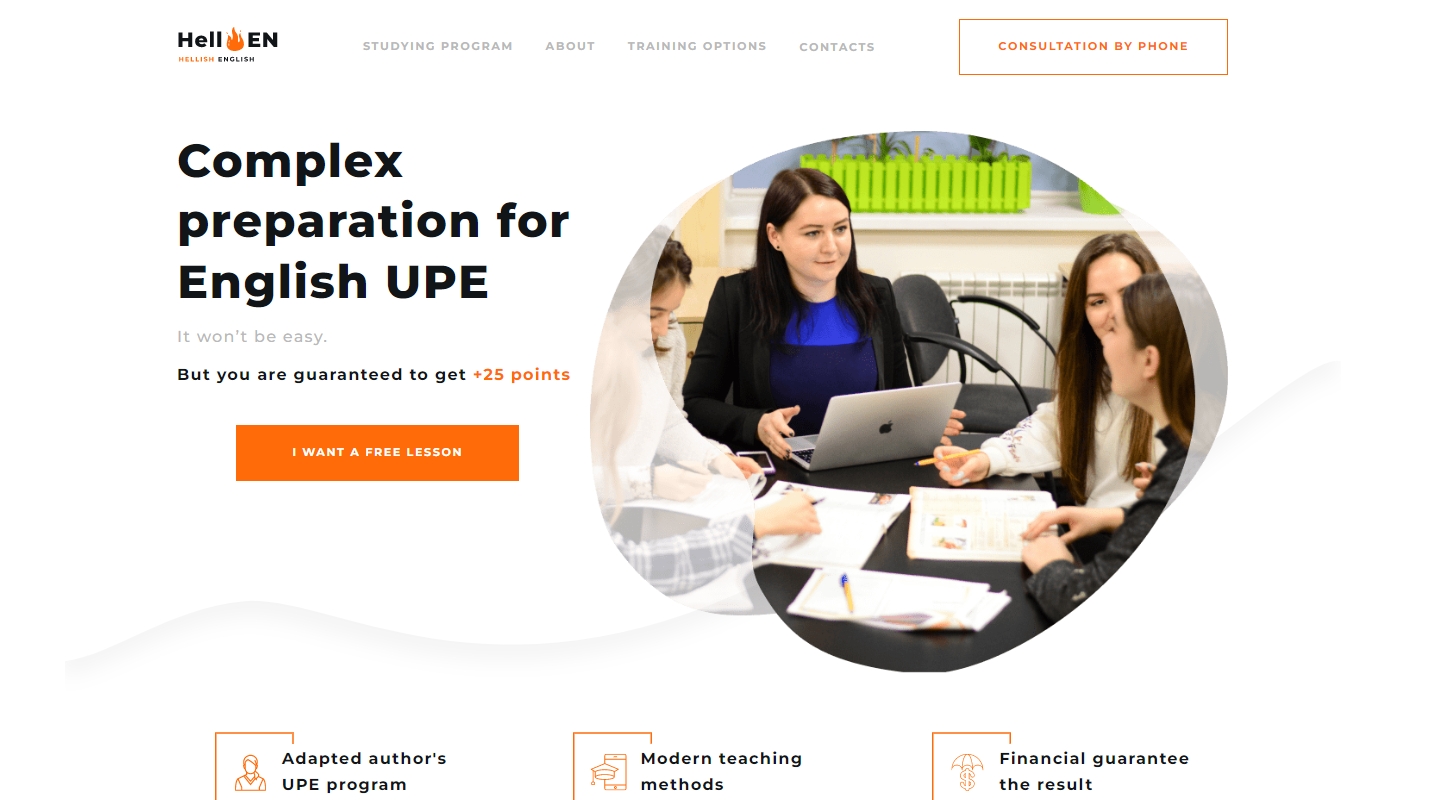 Hell EN
HELLISH ENGLISH
STUDYING PROGRAM
ABOUT
TRAINING OPTIONS
CONTACTS
CONSULTATION BY PHONE
Complex
preparation for
English UPE
It won't be easy.
But you are guaranteed to get +25 points
I WANT A FREE LESSON
Adapted author's
UPE program
Modern teaching
methods
Financial guarantee
the result